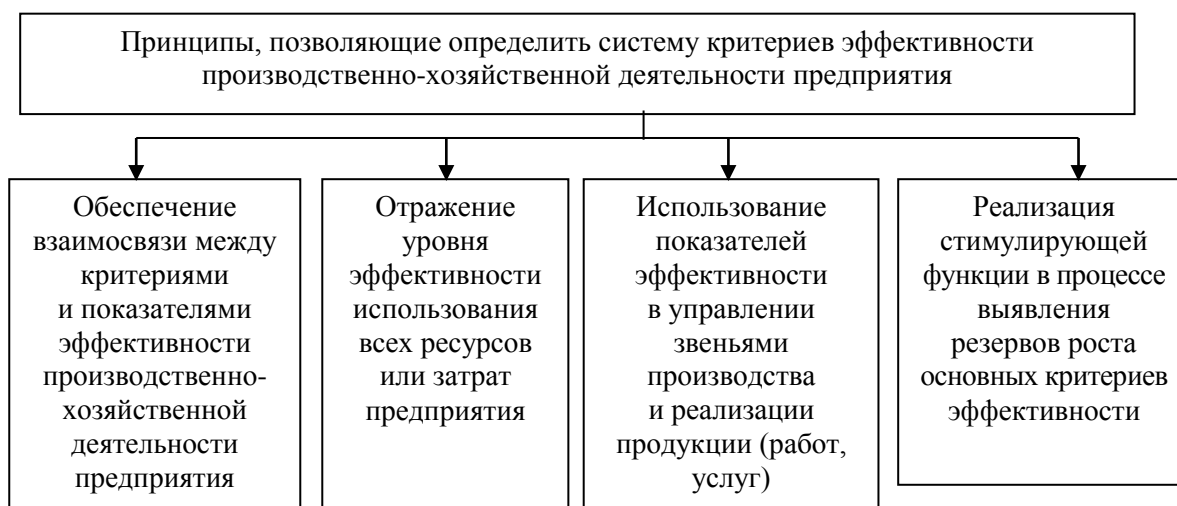 Принципы, позволяющие определить систему критериев эффективности
производственно-хозяйственной деятельности предприятия
Обеспечение
взаимосвязи между
критериями
и показателями
эффективности
производственно-
хозяйственной
деятельности
предприятия
Отражение
уровня
эффективности
использования
всех ресурсов
или затрат
предприятия
Использование
показателей
эффективности
в управлении
звеньями
производства
и реализации
продукции (работ,
услуг)
Реализация
стимулирующей
функции в процессе
выявления
резервов роста
основных критериев
эффективности